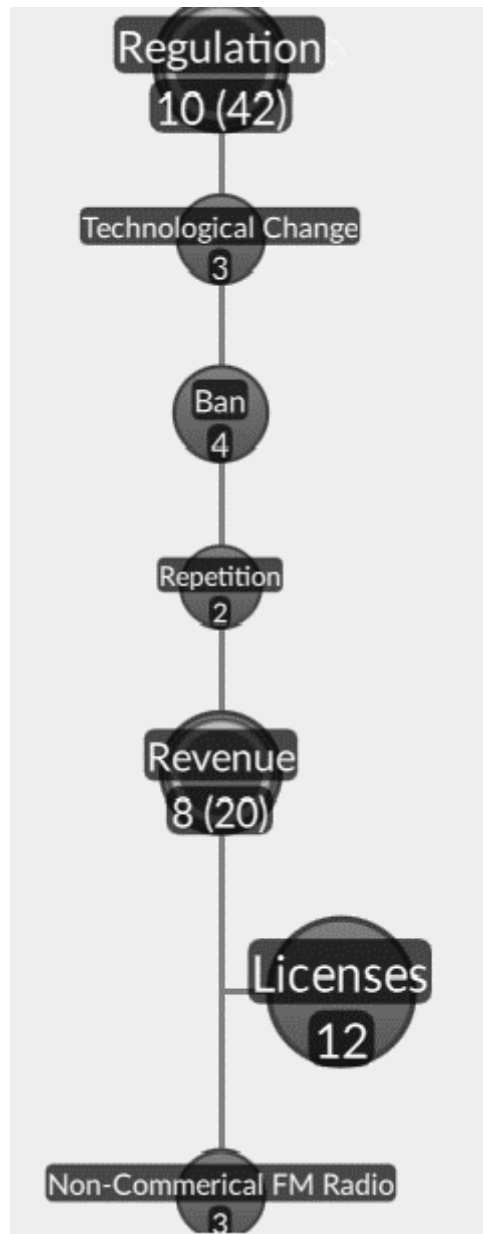 Regulation
10 (42)
Technological Change
3
Ban
4
Repetition
2
Revenue
8 (20)
Licenses
12
Non-Commerical FM Radio
3